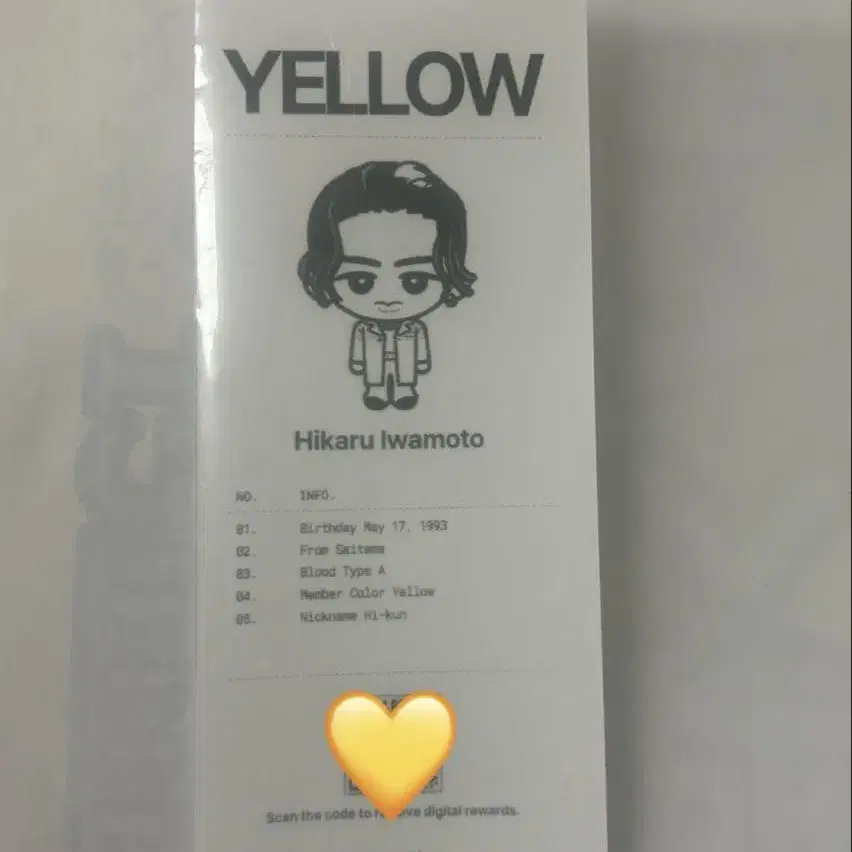 YELLOW
Hikaru Iwamoto
NO. INFO.
01. Birthday May 17, 1993
02. From Saitama
03. Blood Type A
04. Member Color Yellow
05. Nickname Hi-kun
Scan the code to digital rewards.